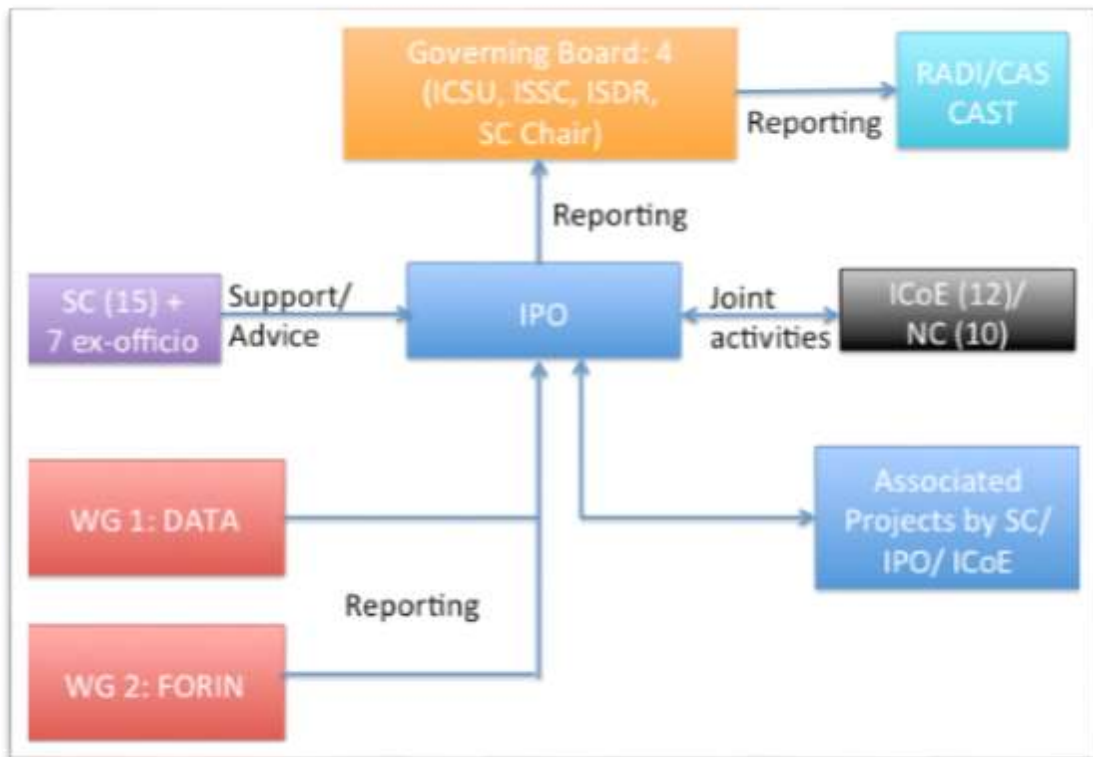 Governing Board: 4
(ICSU, ISSC, ISDR,
SC Chair)
RADI/CAS
CAST
Reporting
Reporting
SC (15) +
7 ex-officio
Support/
Advice
IPO
Joint
activities
ICoE (12)/
NC (10)
WG 1: DATA
Associated
Projects by SC/
IPO/ ICoE
Reporting
WG 2: FORIN